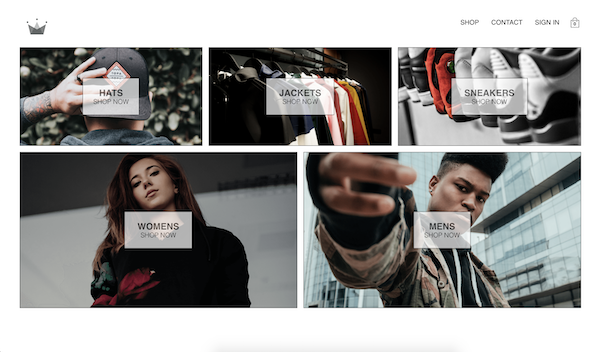 SHOP
CONTACT
SIGN IN
HATS
SHOP NOW
JACKETS
SHOP NOW
SNEAKERS
SHOP NOW
WOMENS
SHOP NOW
MENS
SHOP NOW